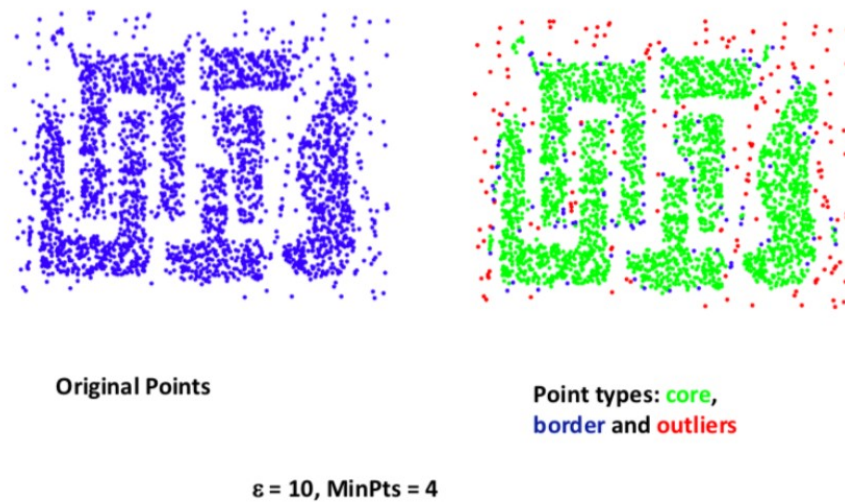 Original Points
Point types: core,
border and outliers
ε = 10, MinPts = 4